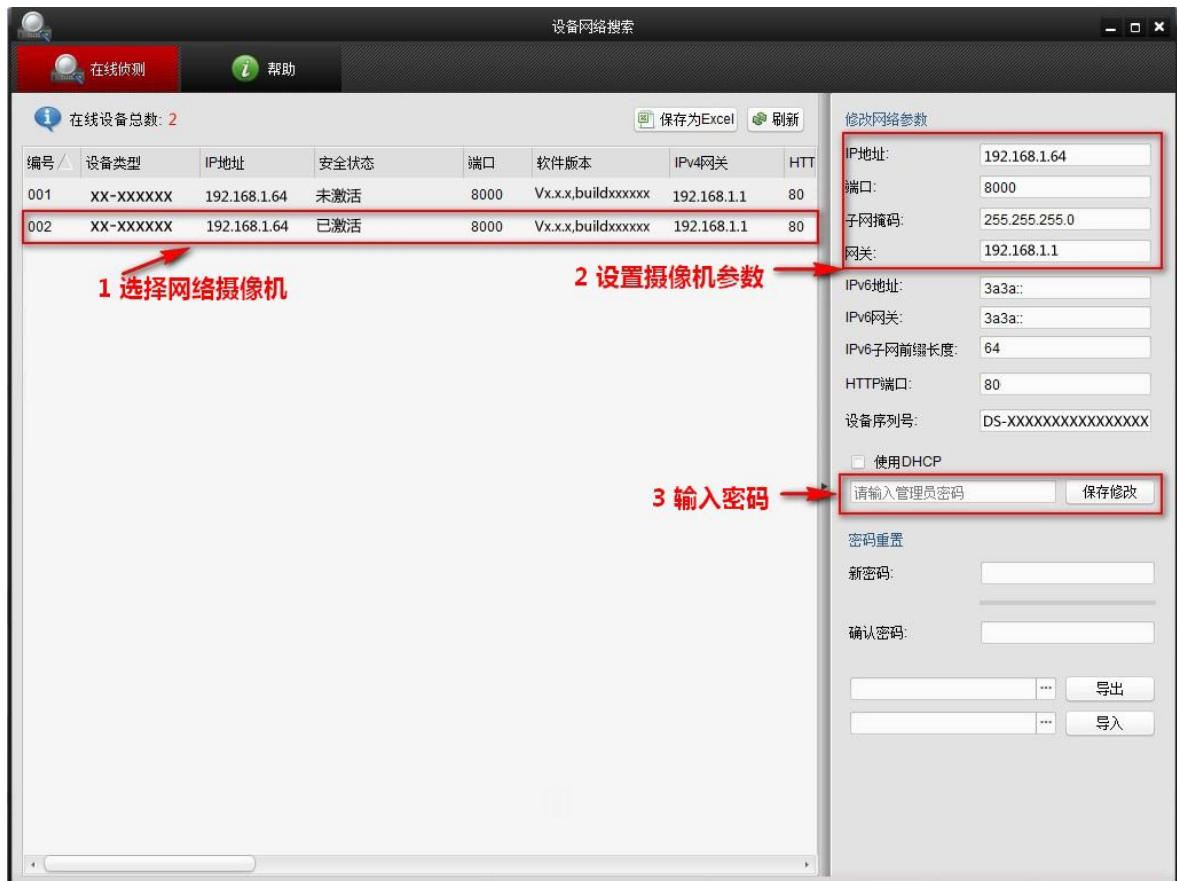 设备网络搜索
在线侦测
帮助
在线设备总数: 2
保存为Excel
刷新
编号 设备类型 IP地址 安全状态 端口 软件版本 IPv4网关 HTT
001 XX-XXXXXX 192.168.1.64 未激活 8000 Vx.x.x,buildxxxxxx 192.168.1.1 80
002 XX-XXXXXX 192.168.1.64 已激活 8000 Vx.x.x,buildxxxxxx 192.168.1.1 80
1 选择网络摄像机
2 设置摄像机参数
3 输入密码
修改网络参数
IP地址: 192.168.1.64
端口: 8000
子网掩码: 255.255.255.0
网关: 192.168.1.1
IPv6地址: 3a3a::
IPv6网关: 3a3a::
IPv6子网前缀长度: 64
HTTP端口: 80
设备序列号: DS-XXXXXXXXXXXXXXXX
使用DHCP
请输入管理员密码 保存修改
密码重置
新密码:
确认密码:
... 导出
... 导入